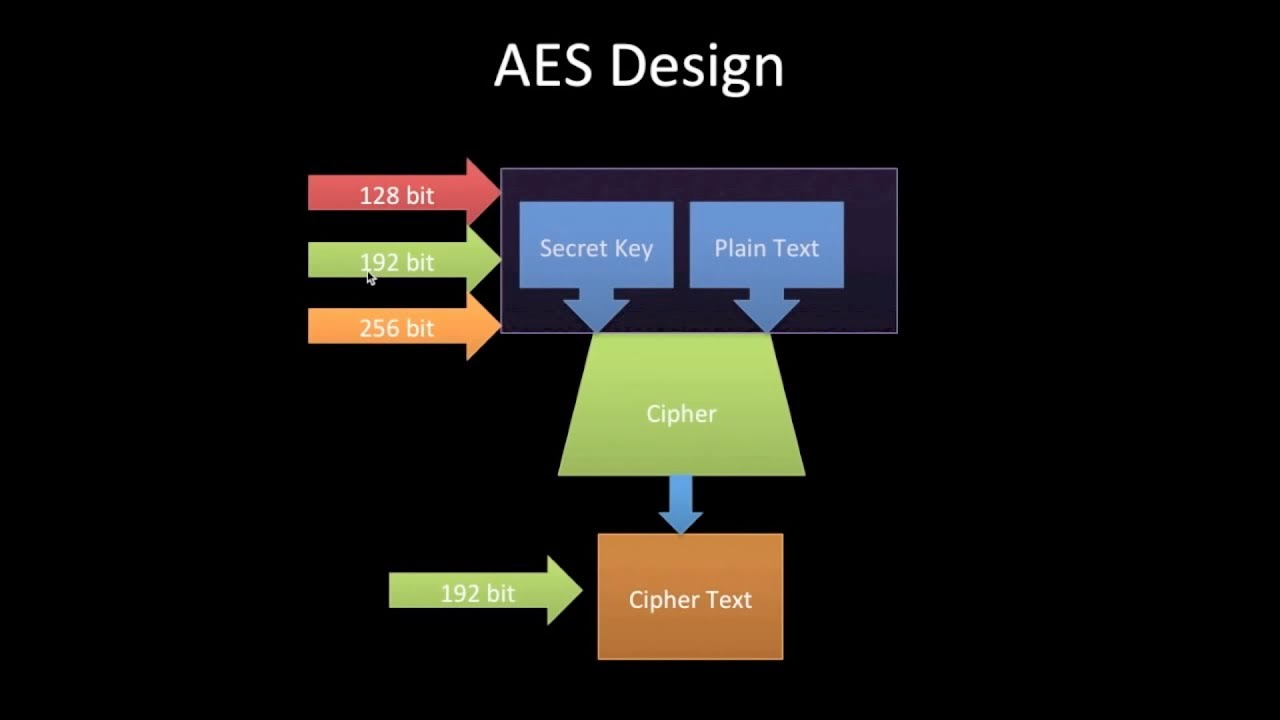 AES Design
128 bit
192 bit
256 bit
Secret Key
Plain Text
Cipher
192 bit
Cipher Text